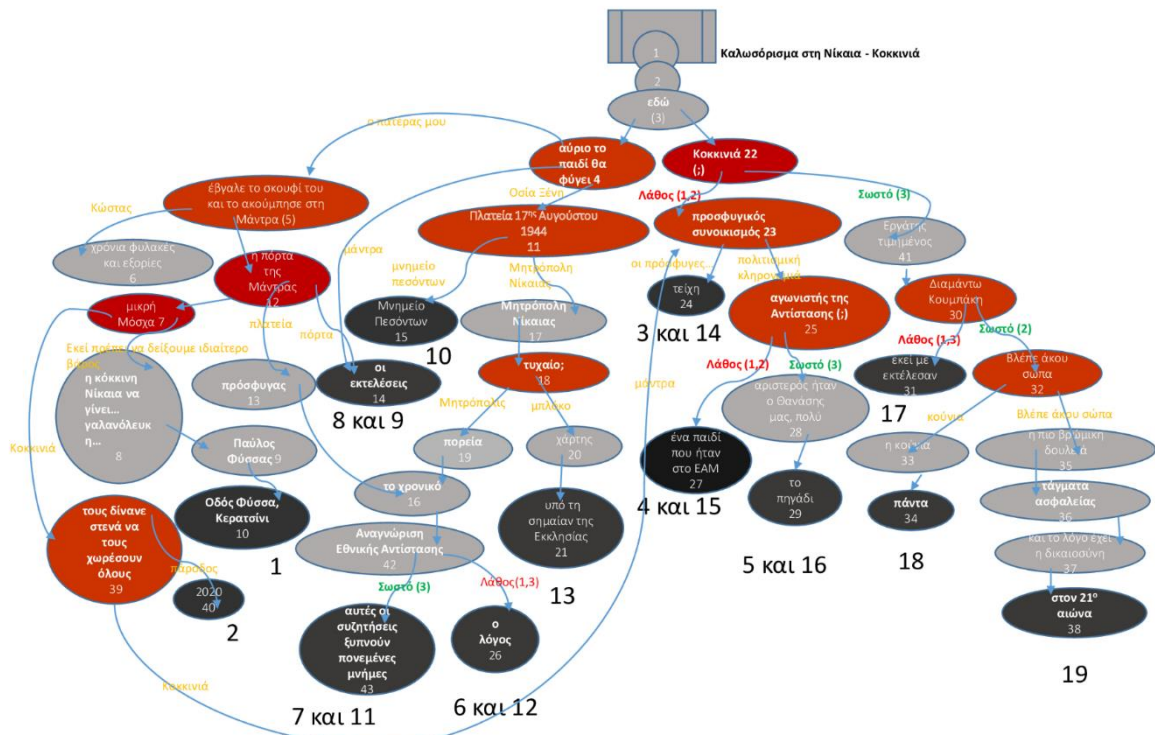 1
Καλωσόρισμα στη Νίκαια - Κοκκινιά
2
εδώ
(3)
ο πατέρας μου
αύριο το
παιδί θα
φύγει 4
Κοκκινιά 22
(;)
έβγαλε το σκουφί του
και το ακούμπησε στη
Μάντρα (5)
Οσία Ξένη
Λάθος (1,2)
Σωστό (3)
Κώστας
Πλατεία 17ης Αυγούστου
1944
11
προσφυγικός
συνοικισμός 23
Εργάτης
τιμημένος
41
χρόνια φυλακές
και εξορίες
6
η πόρτα
της
Μάντρας
12
μάντρα
μνημείο
πεσόντων
Μητρόπολη
Νίκαιας
οι πρόσφυγες...
πολιτισμική
κληρονομιά
τείχη
24
3 και 14
Διαμάντω
Κουμπάκη
30
μικρή
Μόσχα 7
πλατεία
πόρτα
Μνημείο
Πεσόντων
15
10
Μητρόπολη
Νίκαιας
17
αγωνιστής της
Αντίστασης (;)
25
Λάθος (1,3)
Σωστό (2)
Εκεί πρέπει να δείξουμε ιδιαίτερο
βάρος
η κόκκινη
Νίκαια να
γίνει...
γαλανόλευκ
η...
8
πρόσφυγας
13
οι
εκτελέσεις
14
8 και 9
τυχαίο;
18
μάντρα
Λάθος (1,2)
Σωστό (3)
εκεί με
εκτέλεσαν
31
17
Βλέπε άκου
σώπα
32
Μητρόπολις
μπλόκο
αριστερός ήταν
ο Θανάσης
μας, πολύ
28
κούνια
Βλέπε άκου σώπα
Κοκκινιά
Παύλος
Φύσσας 9
πορεία
19
χάρτης
20
ένα παιδί
που ήταν
στο ΕΑΜ
27
4 και 15
η κούνια
33
η πιο βρώμικη
δουλειά
35
το χρονικό
16
το
πηγάδι
29
5 και 16
πάντα
34
18
τάγματα
ασφαλείας
36
Οδός Φύσσα,
Κερατσίνι
10
1
τους δίνανε
στενά να
τους
χωρέσουν
όλους
39
Αναγνώριση
Εθνικής Αντίστασης
42
υπό τη
σημαίαν της
Εκκλησίας
21
13
και το λόγο έχει
η δικαιοσύνη
37
πάροδος
2020
40
2
Σωστό (3)
Λάθος(1,3)
αυτές οι
συζητήσεις
ξυπνούν
πονεμένες
μνήμες
43
7 και 11
ο
λόγος
26
6 και 12
στον 21ο
αιώνα
38
19
Κοκκινιά